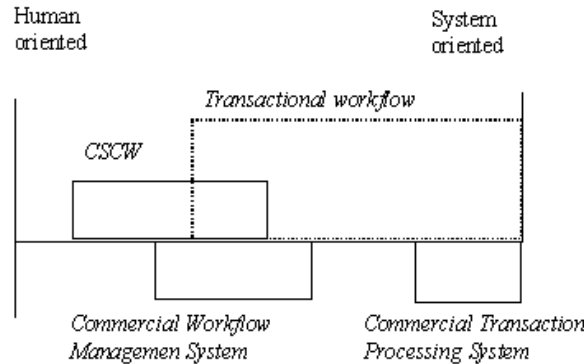 Human
oriented
System
oriented
Transactional workflow
CSCW
Commercial Workflow
Managemen System
Commercial Transaction
Processing System